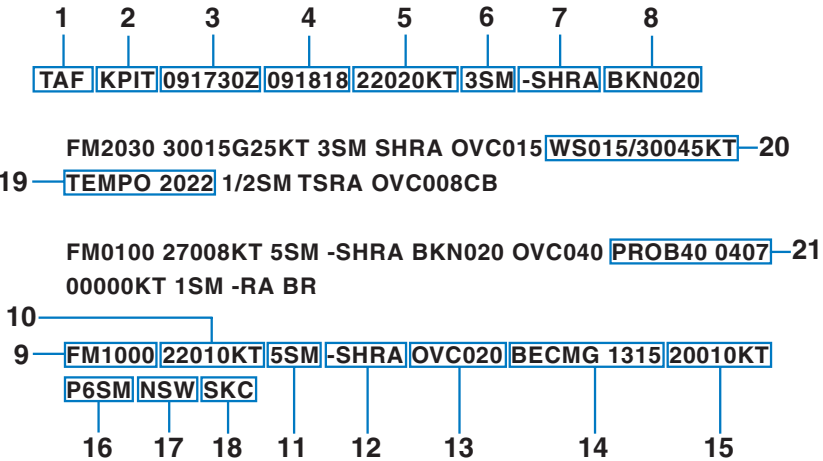 1 2 3 4 5 6 7 8
TAF KPIT 091730Z 091818 22020KT 3SM -SHRA BKN020
FM2030 30015G25KT 3SM SHRA OVC015 WS015/30045KT 20
19 TEMPO 2022 1/2SM TSRA OVC008CB
FM0100 27008KT 5SM -SHRA BKN020 OVC040 PROB40 0407 21
00000KT 1SM -RA BR
10
9 FM1000 22010KT 5SM -SHRA OVC020 BECMG 1315 20010KT
P6SM NSW SKC
16 17 18 11 12 13 14 15